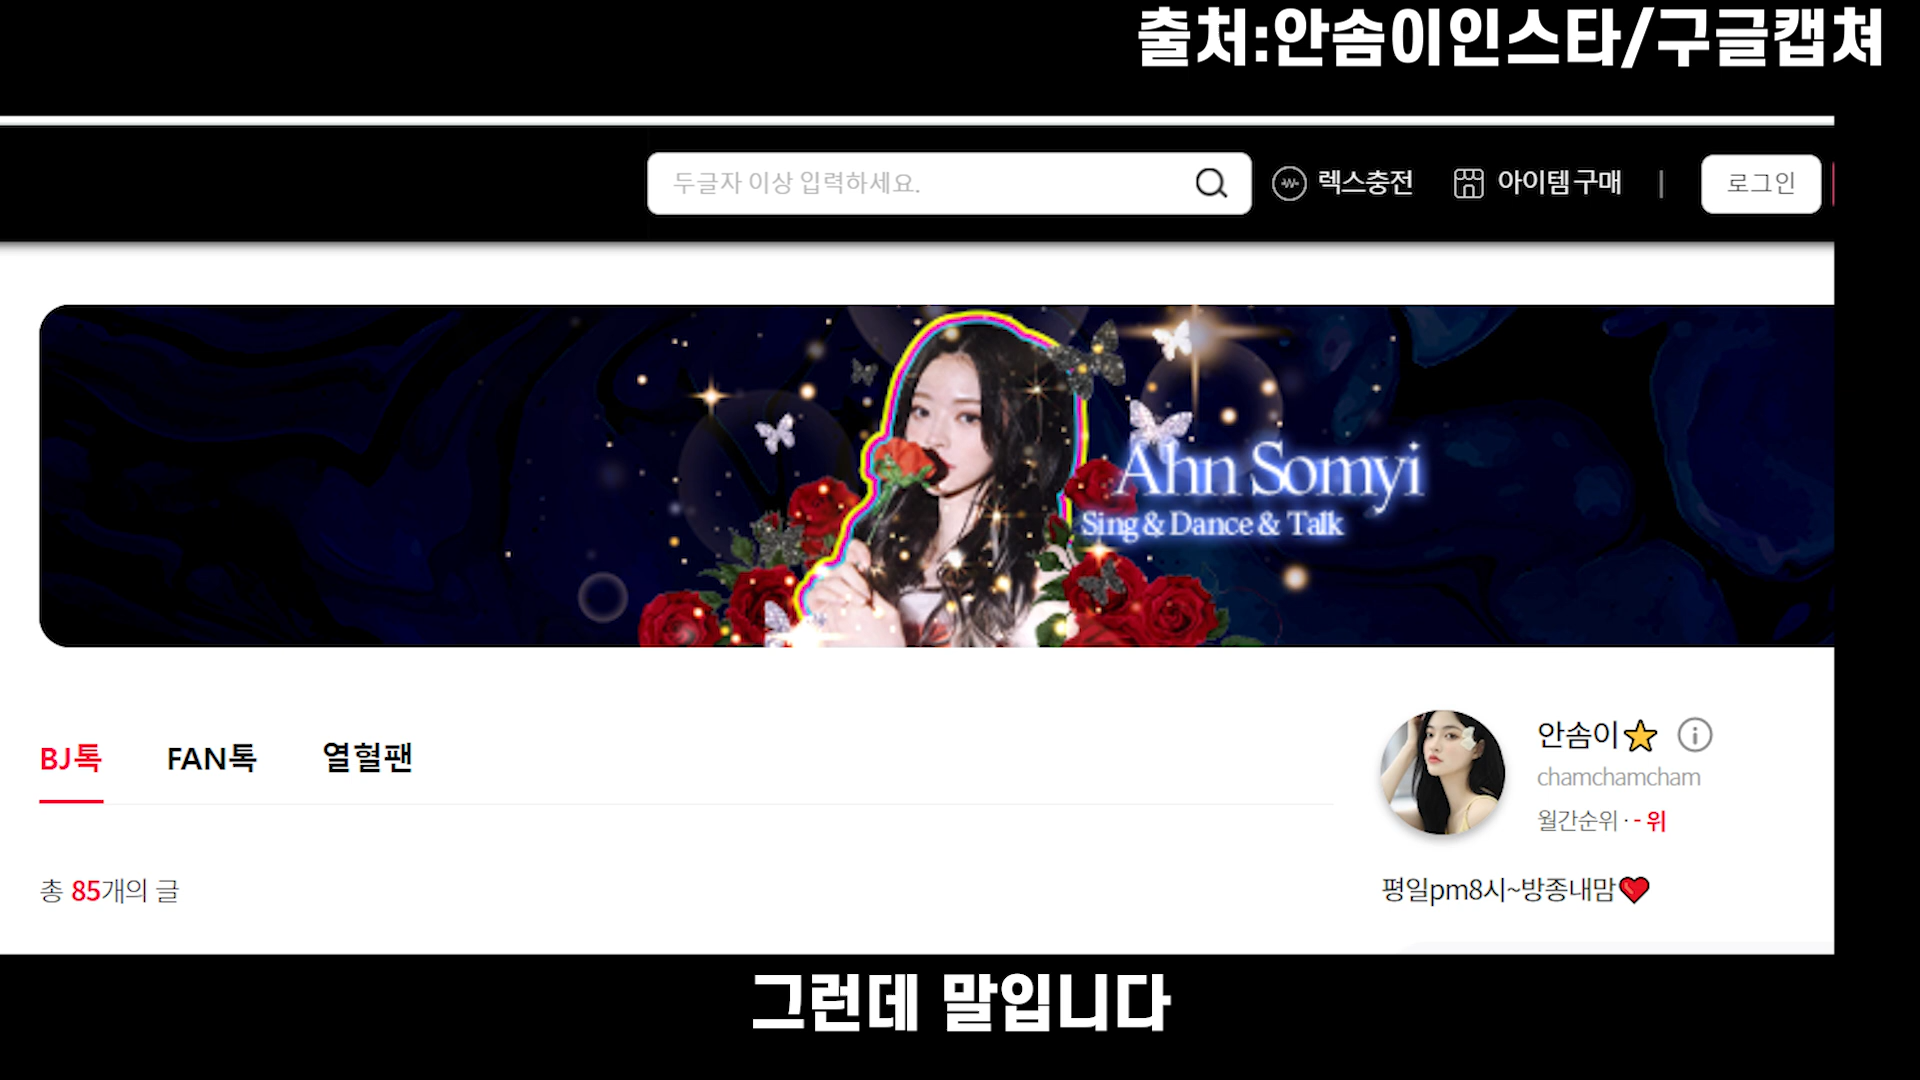 출처:안솜이인스타/구글캡쳐
두글자 이상 입력하세요.
렉스충전
아이템 구매
로그인
Ahn Somyi
Sing & Dance & Talk
BJ톡
FAN톡
열혈팬
안솜이⭐
chamchamcham
월간순위 · - 위
총 85개의 글
평일pm8시~방종내맘❤️
그런데 말입니다